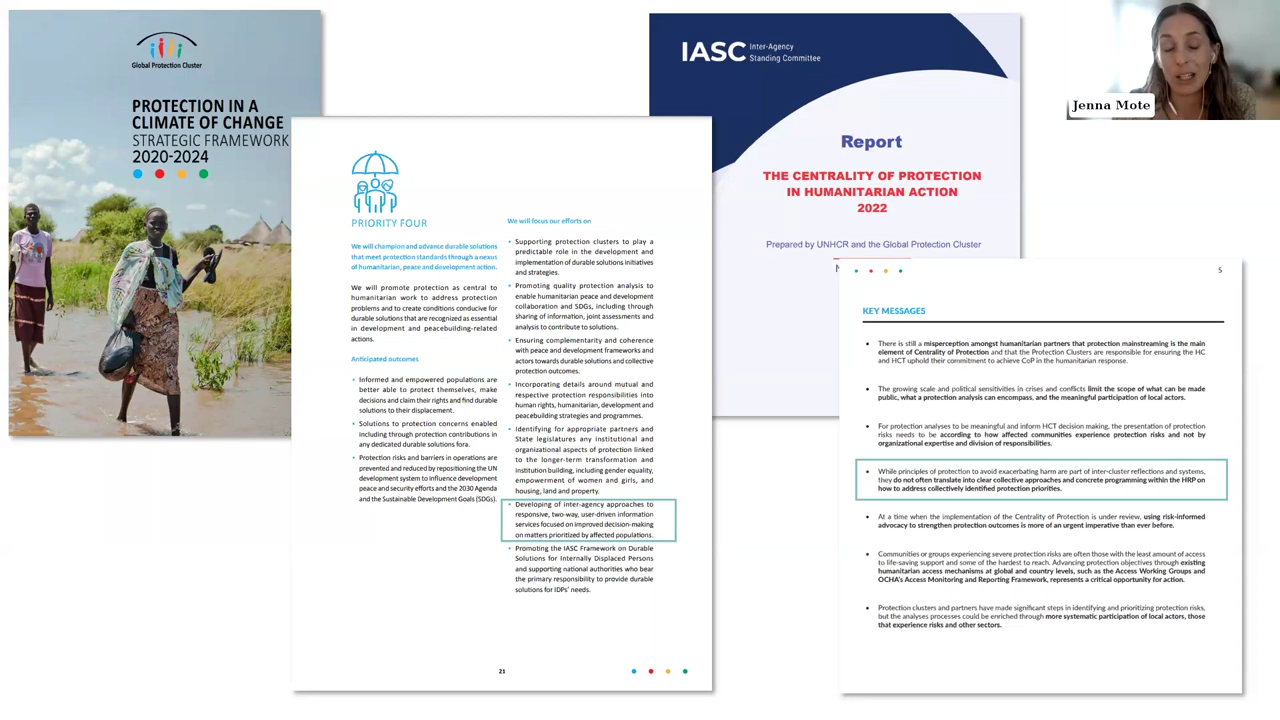 Global Protection Cluster
PROTECTION IN A
CLIMATE OF CHANGE
STRATEGIC FRAMEWORK
2020-2024
PRIORITY FOUR
We will champion and advance durable solutions
that meet protection standards through a nexus
of humanitarian, peace and development action.
We will promote protection as central to
humanitarian work to address protection
problems and to create conditions conducive for
durable solutions that are recognized as essential
in development and peacebuilding-related
actions.
Anticipated outcomes
• Informed and empowered populations are
better able to protect themselves, make
decisions and claim their rights and find durable
solutions to their displacement.
• Solutions to protection concerns enabled
including through protection contributions in
any dedicated durable solutions fora.
• Protection risks and barriers in operations are
prevented and reduced by repositioning the UN
development system to influence development
peace and security efforts and the 2030 Agenda
and the Sustainable Development Goals (SDGs).
We will focus our efforts on
• Supporting protection clusters to play a
predictable role in the development and
implementation of durable solutions initiatives
and strategies.
• Promoting quality protection analysis to
enable humanitarian peace and development
collaboration and SDGs, including through
sharing of information, joint assessments and
analysis to contribute to solutions.
• Ensuring complementarity and coherence
with peace and development frameworks and
actors towards durable solutions and collective
protection outcomes.
• Incorporating details around mutual and
respective protection responsibilities into
human rights, humanitarian, development and
peacebuilding strategies and programmes.
• Identifying for appropriate partners and
State legislatures any institutional and
organizational aspects of protection linked
to the longer-term transformation and
institution building, including gender equality,
empowerment of women and girls, and
housing, land and property.
• Developing of inter-agency approaches to
responsive, two-way, user-driven information
services focused on improved decision-making
on matters prioritized by affected populations.
• Promoting the IASC Framework on Durable
Solutions for Internally Displaced Persons
and supporting national authorities who bear
the primary responsibility to provide durable
solutions for IDPs' needs.
21
IASC Inter-Agency
Standing Committee
Report
THE CENTRALITY OF PROTECTION
IN HUMANITARIAN ACTION
2022
Prepared by UNHCR and the Global Protection Cluster
5
KEY MESSAGES
• There is still a misperception amongst humanitarian partners that protection mainstreaming is the main
element of Centrality of Protection and that the Protection Clusters are responsible for ensuring the HC
and HCT uphold their commitment to achieve CoP in the humanitarian response.
• The growing scale and political sensitivities in crises and conflicts limit the scope of what can be made
public, what a protection analysis can encompass, and the meaningful participation of local actors.
• For protection analyses to be meaningful and inform HCT decision making, the presentation of protection
risks needs to be according to how affected communities experience protection risks and not by
organizational expertise and division of responsibilities.
• While principles of protection to avoid exacerbating harm are part of inter-cluster reflections and systems,
they do not often translate into clear collective approaches and concrete programming within the HRP on
how to address collectively identified protection priorities.
• At a time when the implementation of the Centrality of Protection is under review, using risk-informed
advocacy to strengthen protection outcomes is more of an urgent imperative than ever before.
• Communities or groups experiencing severe protection risks are often those with the least amount of access
to life-saving support and some of the hardest to reach. Advancing protection objectives through existing
humanitarian access mechanisms at global and country levels, such as the Access Working Groups and
OCHA's Access Monitoring and Reporting Framework, represents a critical opportunity for action.
• Protection clusters and partners have made significant steps in identifying and prioritizing protection risks,
but the analyses processes could be enriched through more systematic participation of local actors, those
that experience risks and other sectors.
Jenna Mote